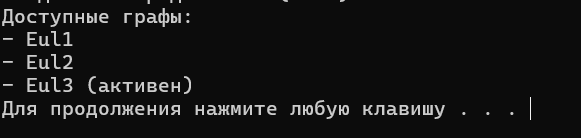 Доступные графы:
- Eul1
- Eul2
- Eul3 (активен)
Для продолжения нажмите любую клавишу . . .